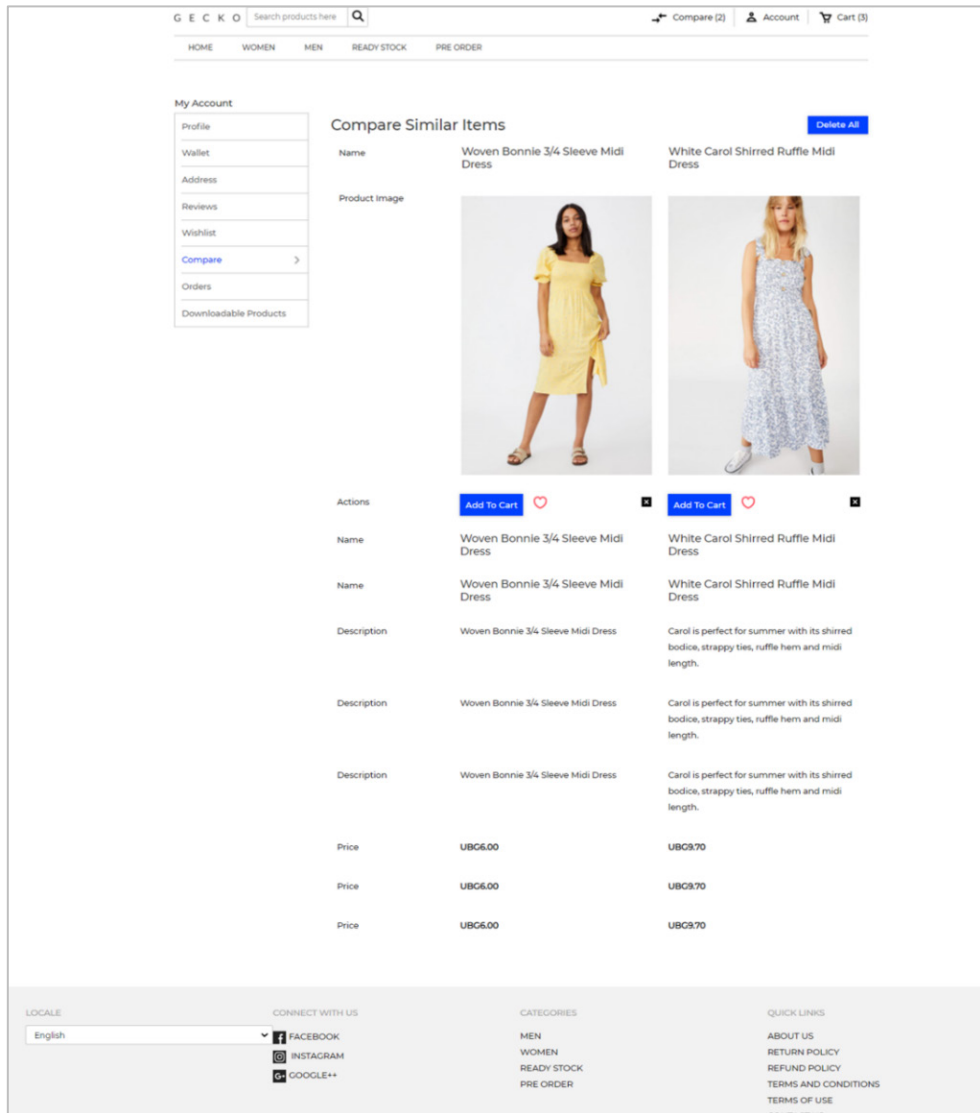 G E C K O Search products here Compare (2) Account Cart (3)
HOME WOMEN MEN READY STOCK PRE ORDER
My Account
Profile
Wallet
Address
Reviews
Wishlist
Compare
Orders
Downloadable Products
Compare Similar Items Delete All
Name Woven Bonnie 3/4 Sleeve Midi White Carol Shirred Ruffle Midi
Dress Dress
Product Image
Actions Add To Cart Add To Cart
Name Woven Bonnie 3/4 Sleeve Midi White Carol Shirred Ruffle Midi
Dress Dress
Name Woven Bonnie 3/4 Sleeve Midi White Carol Shirred Ruffle Midi
Dress Dress
Description Woven Bonnie 3/4 Sleeve Midi Dress Carol is perfect for summer with its shirred
bodice, strappy ties, ruffle hem and midi
length.
Description Woven Bonnie 3/4 Sleeve Midi Dress Carol is perfect for summer with its shirred
bodice, strappy ties, ruffle hem and midi
length.
Description Woven Bonnie 3/4 Sleeve Midi Dress Carol is perfect for summer with its shirred
bodice, strappy ties, ruffle hem and midi
length.
Price UBG6.00 UBG9.70
Price UBG6.00 UBG9.70
Price UBG6.00 UBG9.70
LOCALE
English
CONNECT WITH US
FACEBOOK
INSTAGRAM
G+ GOOGLE++
CATEGORIES
MEN
WOMEN
READY STOCK
PRE ORDER
QUICK LINKS
ABOUT US
RETURN POLICY
REFUND POLICY
TERMS AND CONDITIONS
TERMS OF USE